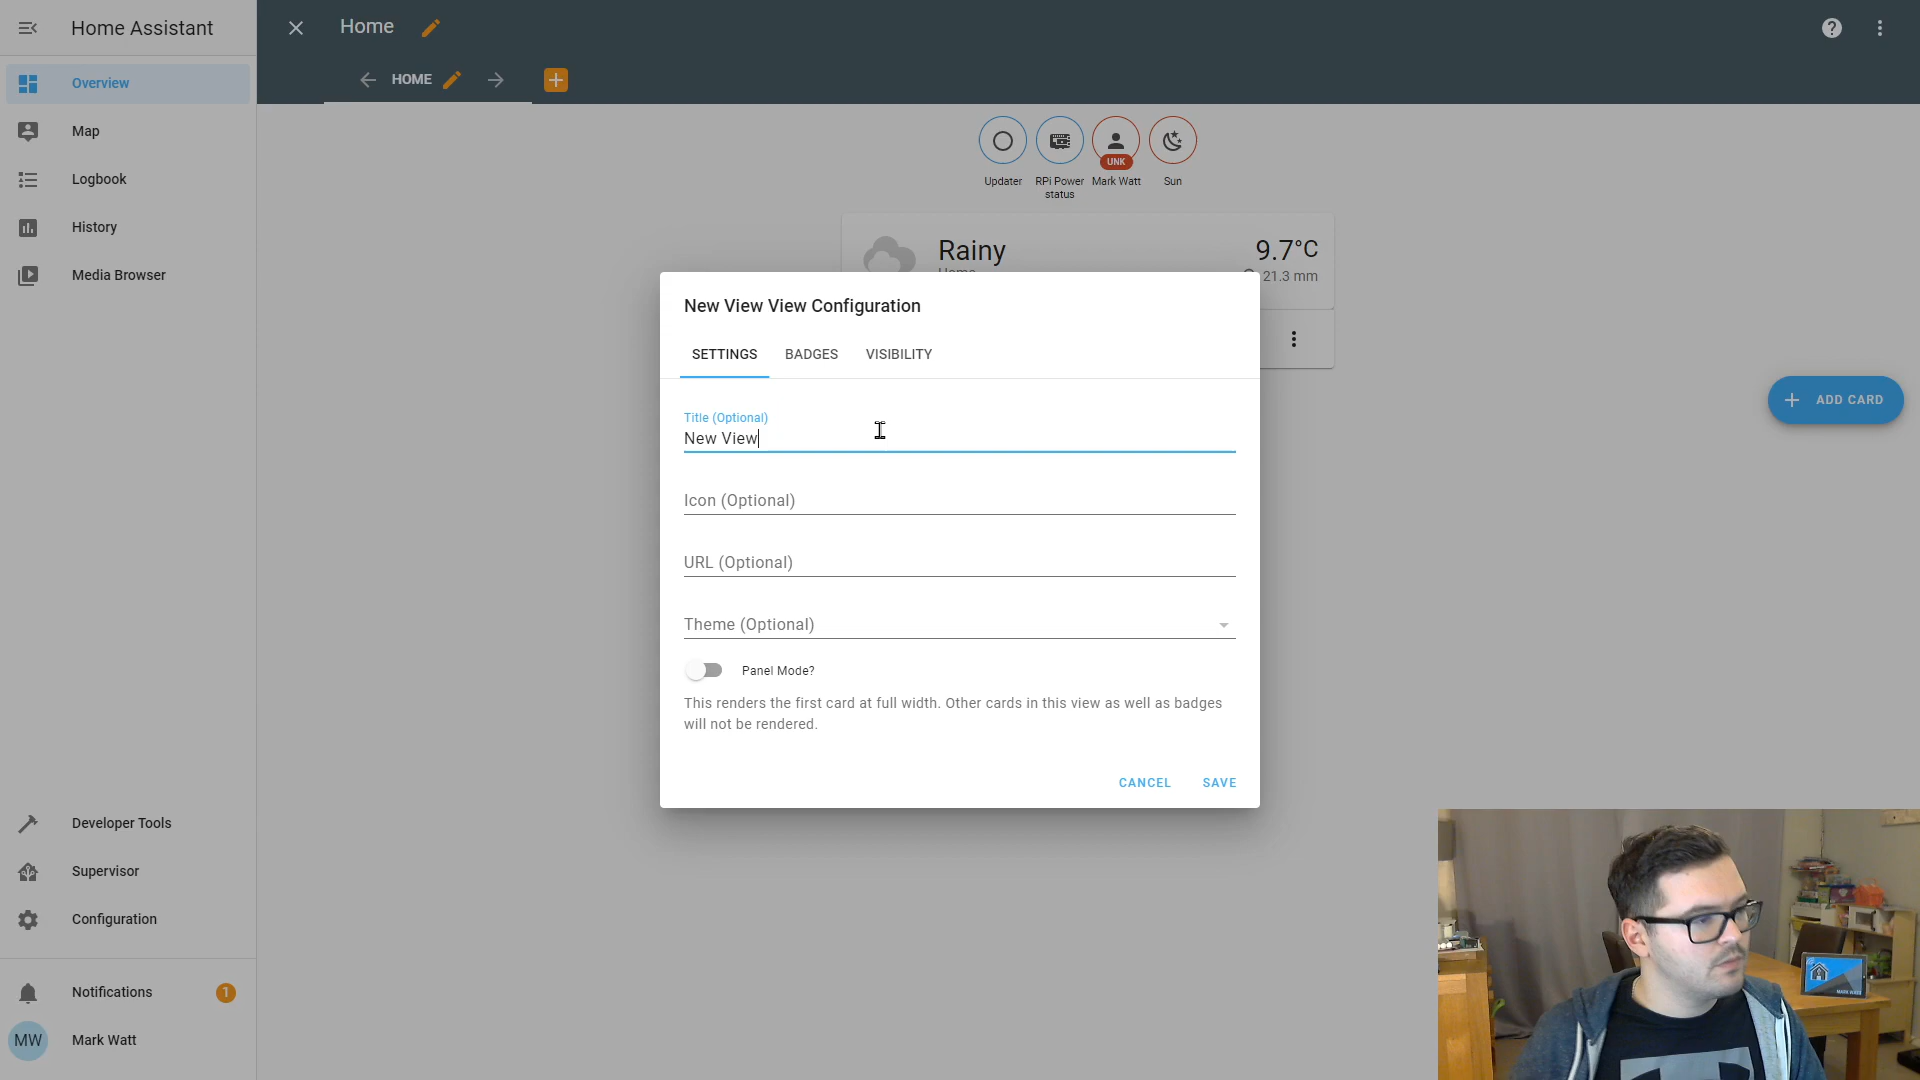 Home Assistant
Overview
Map
Logbook
History
Media Browser
Developer Tools
Supervisor
Configuration
Notifications
1
MW
Mark Watt
Home
HOME
UNK
Updater
RPi Power
status
Mark Watt
Sun
Rainy
9.7°C
Home
21.3 mm
ADD CARD
New View View Configuration
SETTINGS
BADGES
VISIBILITY
Title (Optional)
New View
Icon (Optional)
URL (Optional)
Theme (Optional)
Panel Mode?
This renders the first card at full width. Other cards in this view as well as badges
will not be rendered.
CANCEL
SAVE
MARK WATT